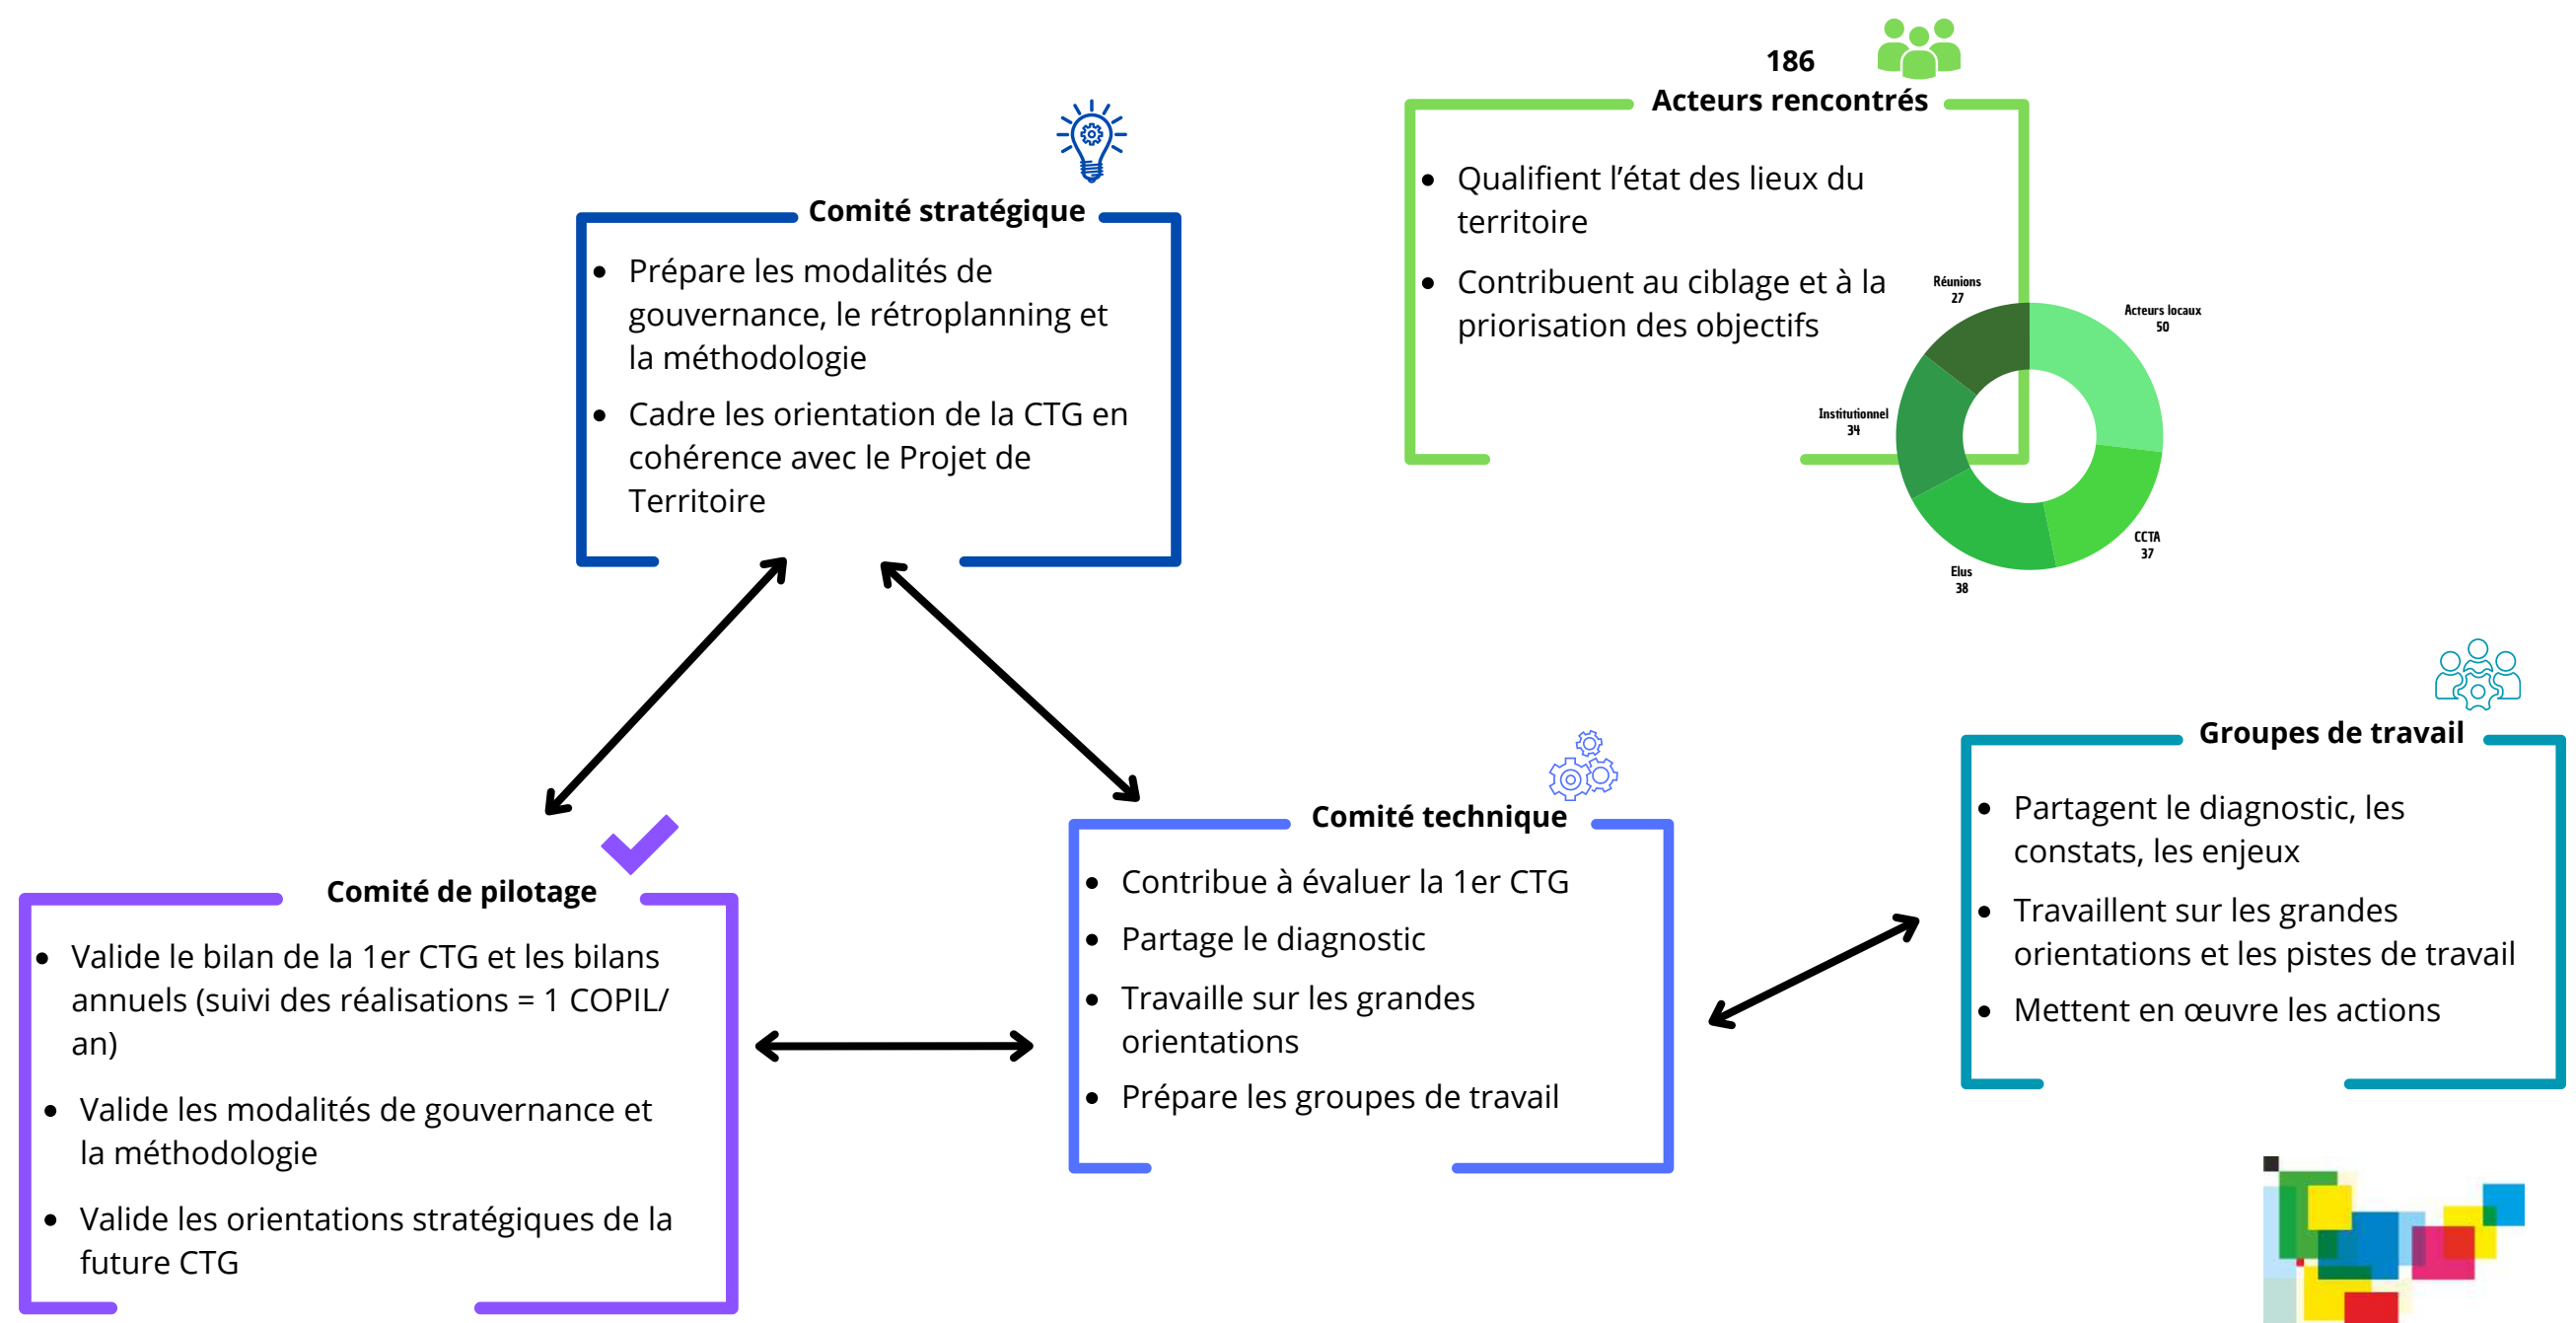 186
Acteurs rencontrés
Qualifient l’état des lieux du
territoire
Contribuent au ciblage et à la
priorisation des objectifs
Réunions
27
Acteurs locaux
50
Institutionnel
34
CCTA
37
Elus
38
Comité stratégique
Prépare les modalités de
gouvernance, le rétroplanning et
la méthodologie
Cadre les orientation de la CTG en
cohérence avec le Projet de
Territoire
Comité de pilotage
Valide le bilan de la 1er CTG et les bilans
annuels (suivi des réalisations = 1 COPIL/
an)
Valide les modalités de gouvernance et
la méthodologie
Valide les orientations stratégiques de la
future CTG
Comité technique
Contribue à évaluer la 1er CTG
Partage le diagnostic
Travaille sur les grandes
orientations
Prépare les groupes de travail
Groupes de travail
Partagent le diagnostic, les
constats, les enjeux
Travaillent sur les grandes
orientations et les pistes de travail
Mettent en œuvre les actions